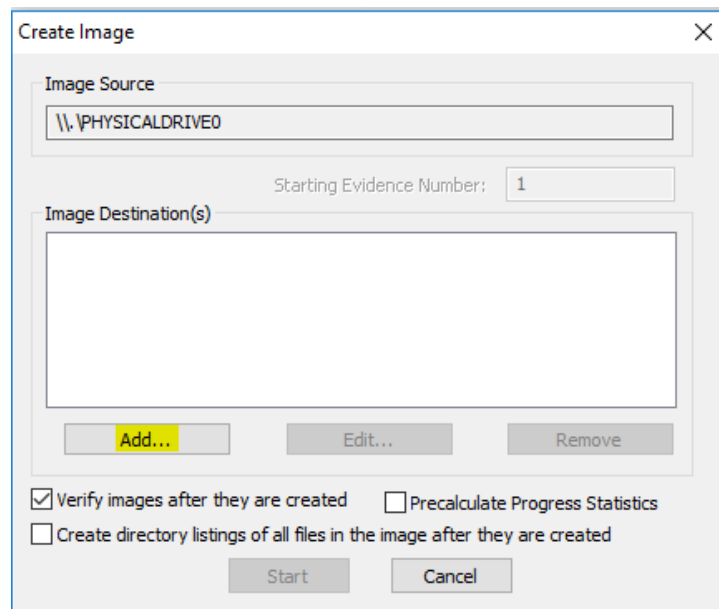 Create Image
Image Source
\\.\PHYSICALDRIVE0
Starting Evidence Number: 1
Image Destination(s)
Add... Edit... Remove
Verify images after they are created Precalculate Progress Statistics
Create directory listings of all files in the image after they are created
Start Cancel